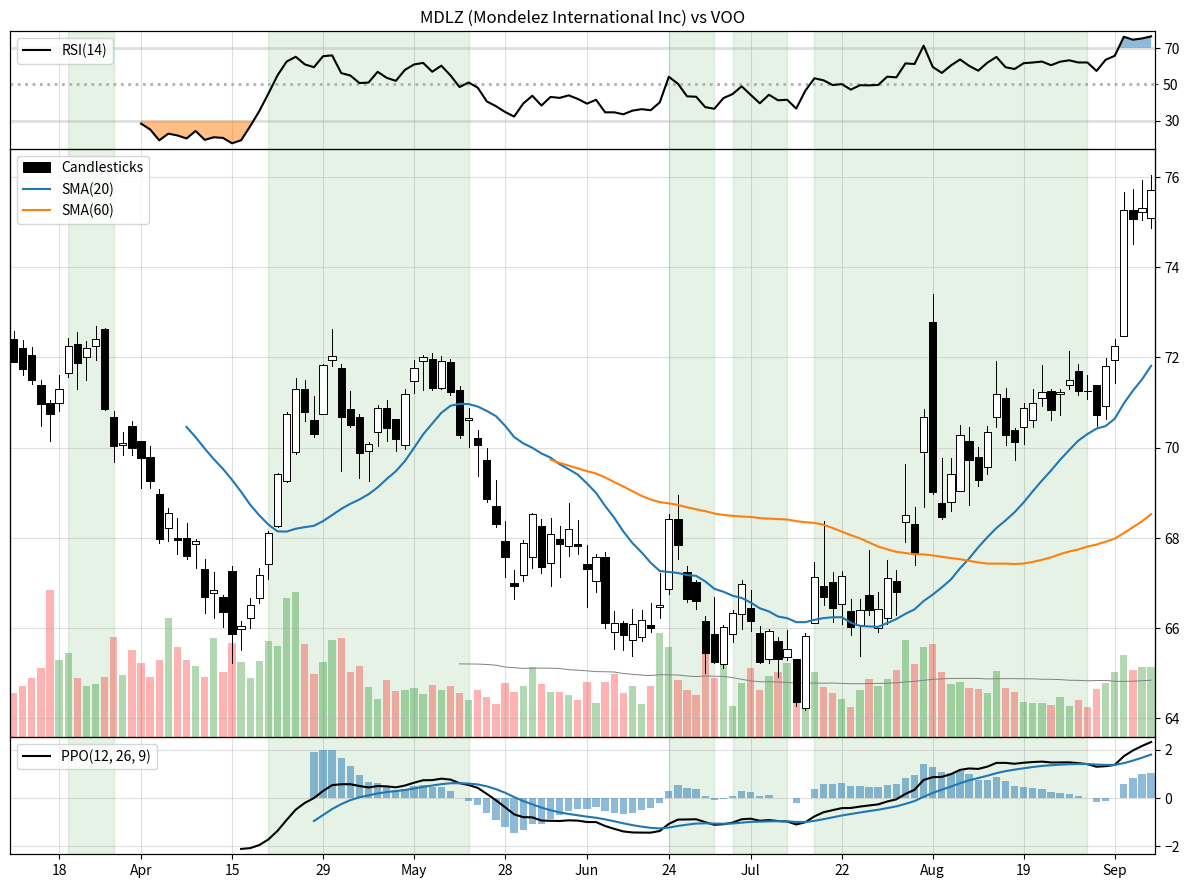 MDLZ (Mondelez International Inc) vs VOO
RSI(14)
70
50
30
Candlesticks
SMA(20)
SMA(60)
76
74
72
70
68
66
64
PPO(12, 26, 9)
2
0
−2
18 Apr 15 29 May 28 Jun 24 Jul 22 Aug 19 Sep